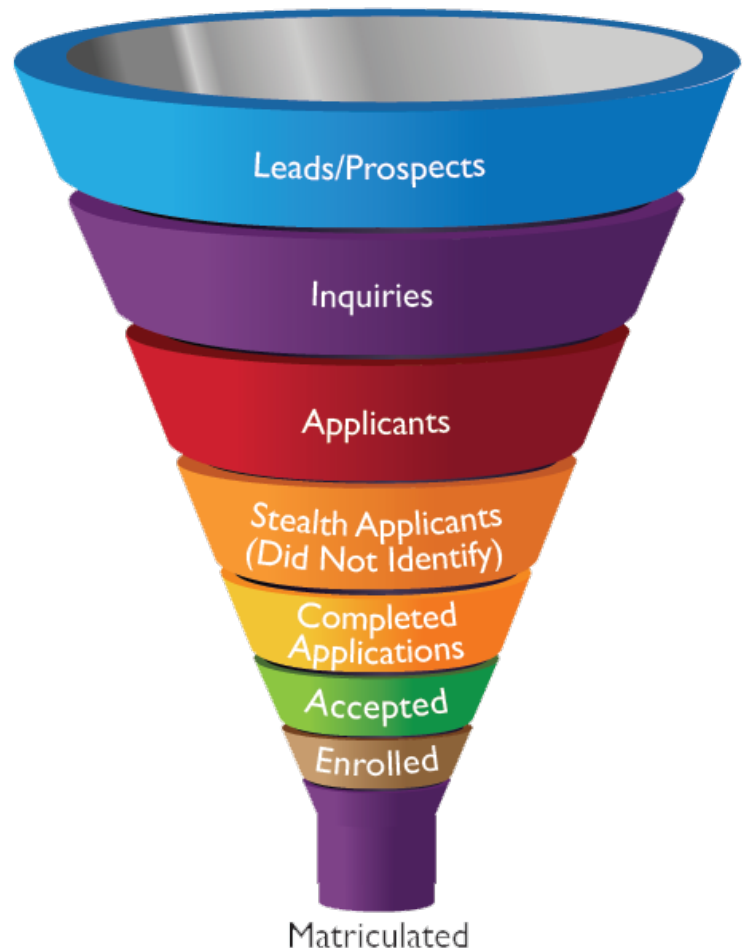 Leads/Prospects
Inquiries
Applicants
Stealth Applicants
(Did Not Identify)
Completed
Applications
Accepted
Enrolled
Matriculated